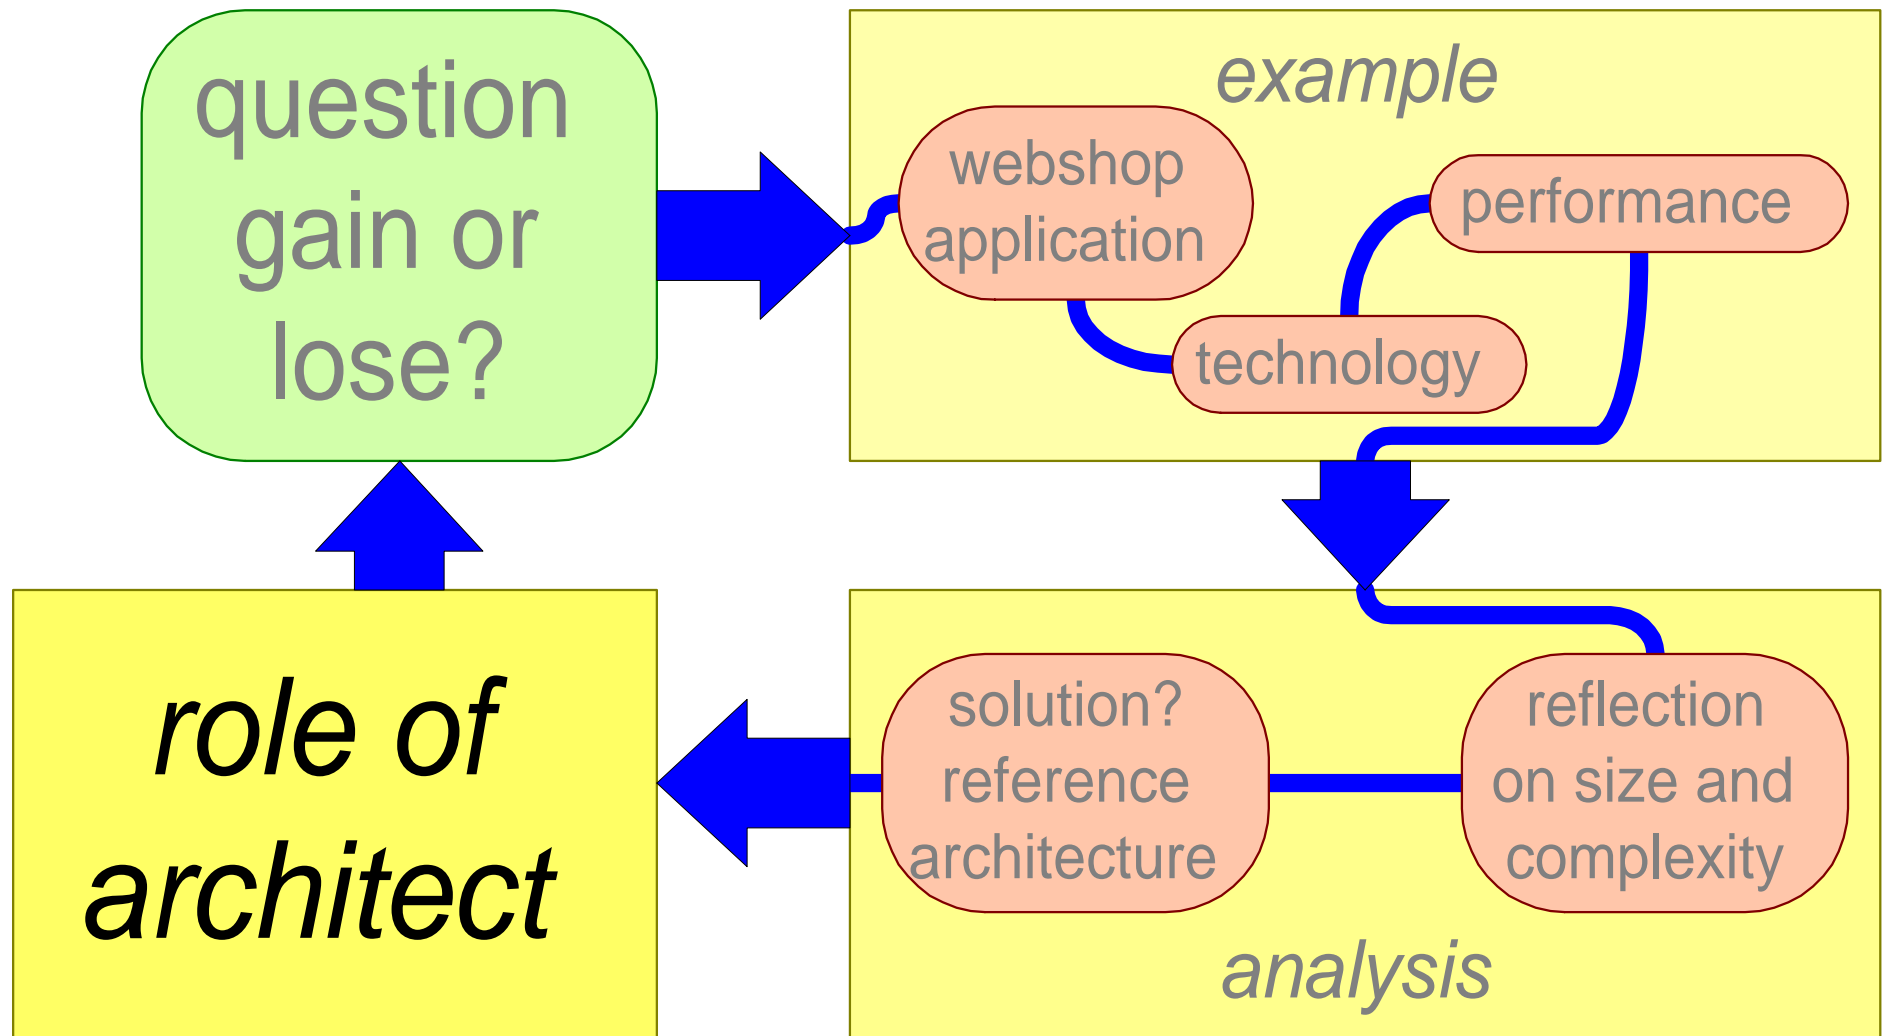 question
gain or
lose?
example
webshop
application
performance
technology
role of
architect
solution?
reference
architecture
reflection
on size and
complexity
analysis